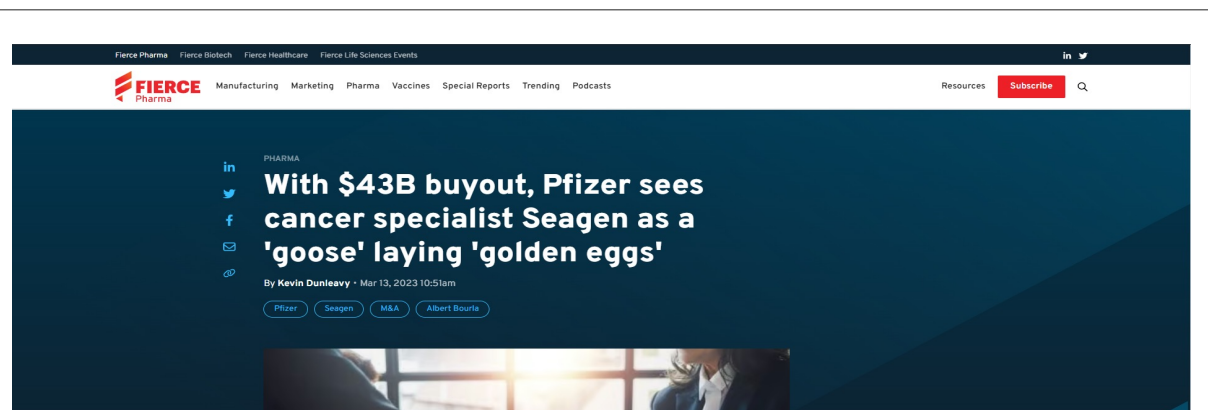 Fierce Pharma Fierce Biotech Fierce Healthcare Fierce Life Sciences Events in
FIERCE Pharma Manufacturing Marketing Pharma Vaccines Special Reports Trending Podcasts Resources Subscribe
PHARMA
in
With $43B buyout, Pfizer sees
cancer specialist Seagen as a
f
'goose' laying 'golden eggs'
By Kevin Dunleavy · Mar 13, 2023 10:51am
Pfizer Seagen M&A Albert Bourla